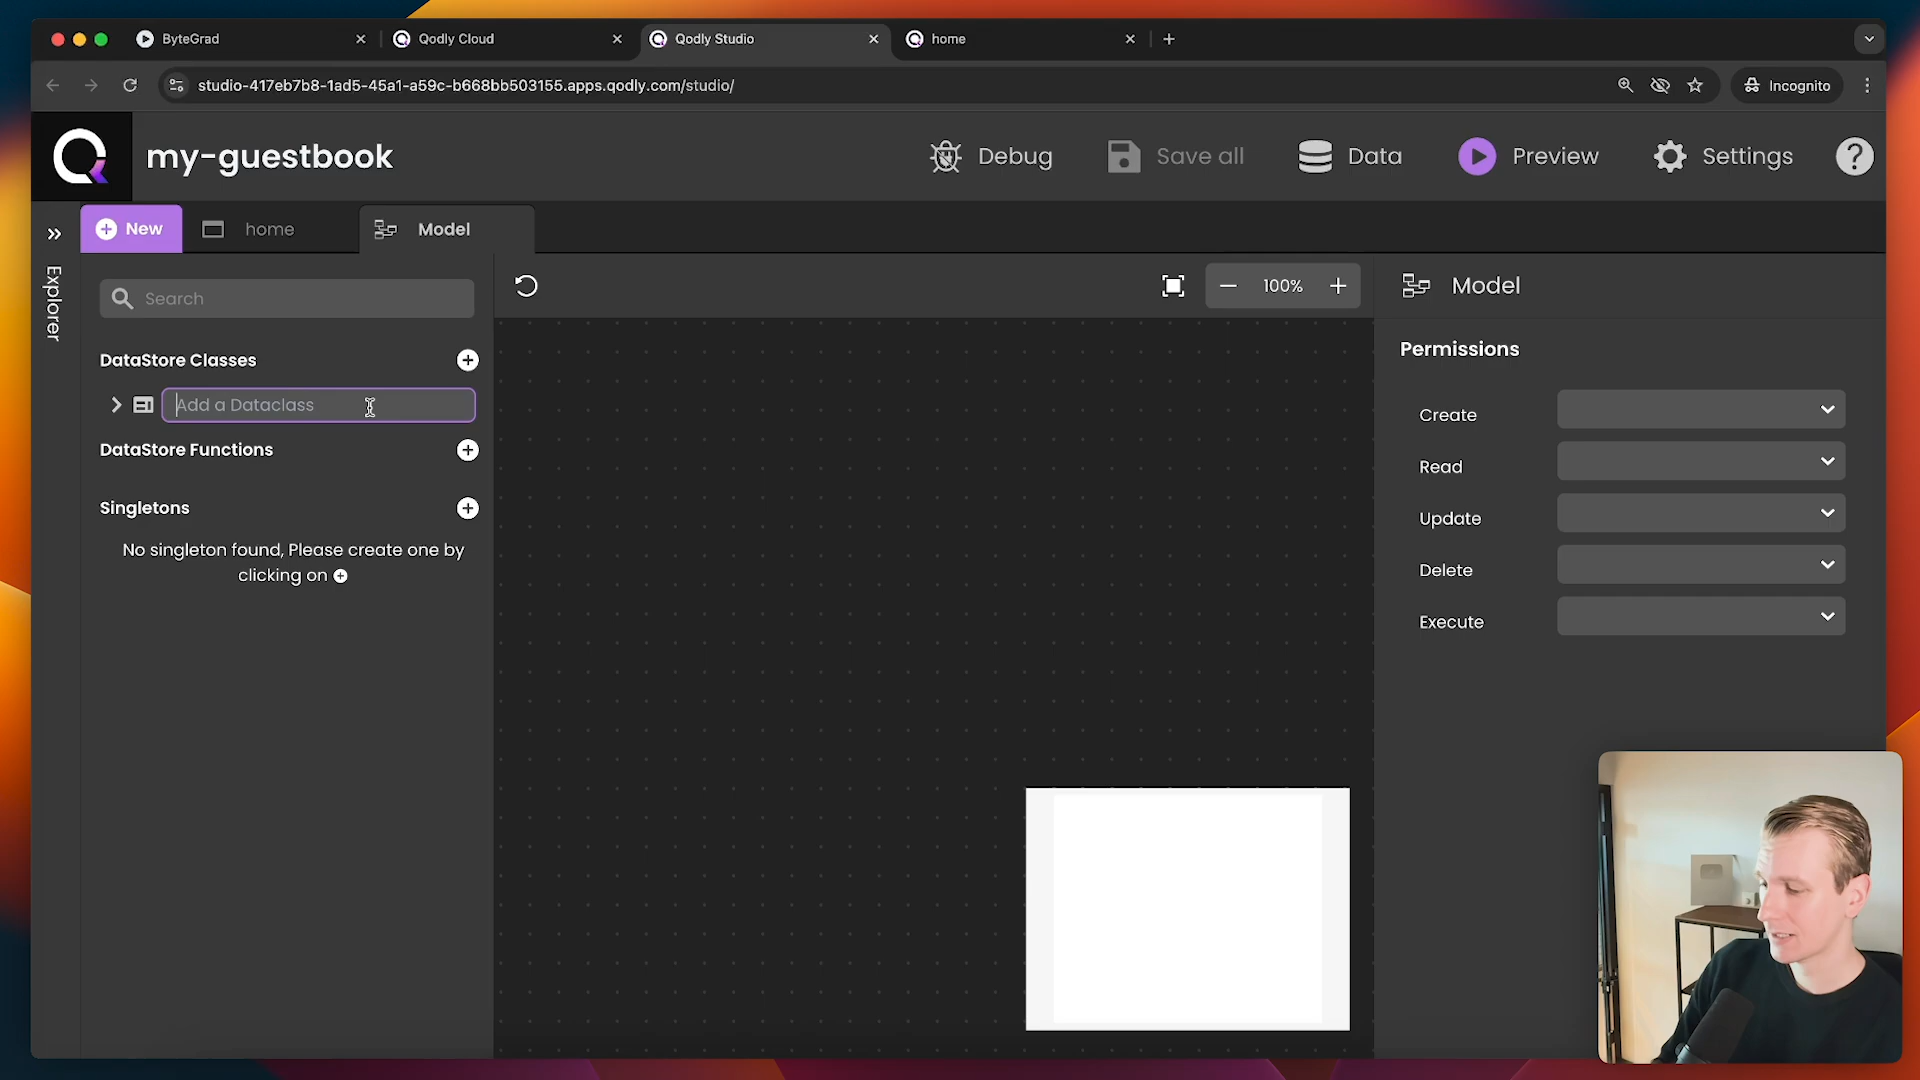 ByteGrad
Qodly Cloud
Qodly Studio
home
studio-417eb7b8-1ad5-45a1-a59c-b668bb503155.apps.qodly.com/studio/
Incognito
my-guestbook
Debug
Save all
Data
Preview
Settings
New
home
Model
Explorer
Search
100%
Model
DataStore Classes
Add a Dataclass
DataStore Functions
Singletons
No singleton found, Please create one by
clicking on
Permissions
Create
Read
Update
Delete
Execute